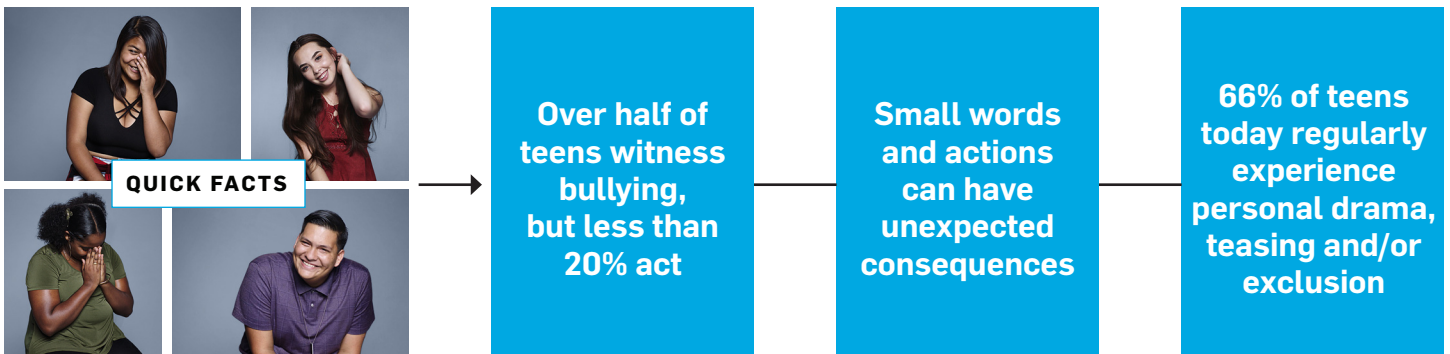 QUICK FACTS
Over half of
teens witness
bullying,
but less than
20% act
Small words
and actions
can have
unexpected
consequences
66% of teens
today regularly
experience
personal drama,
teasing and/or
exclusion